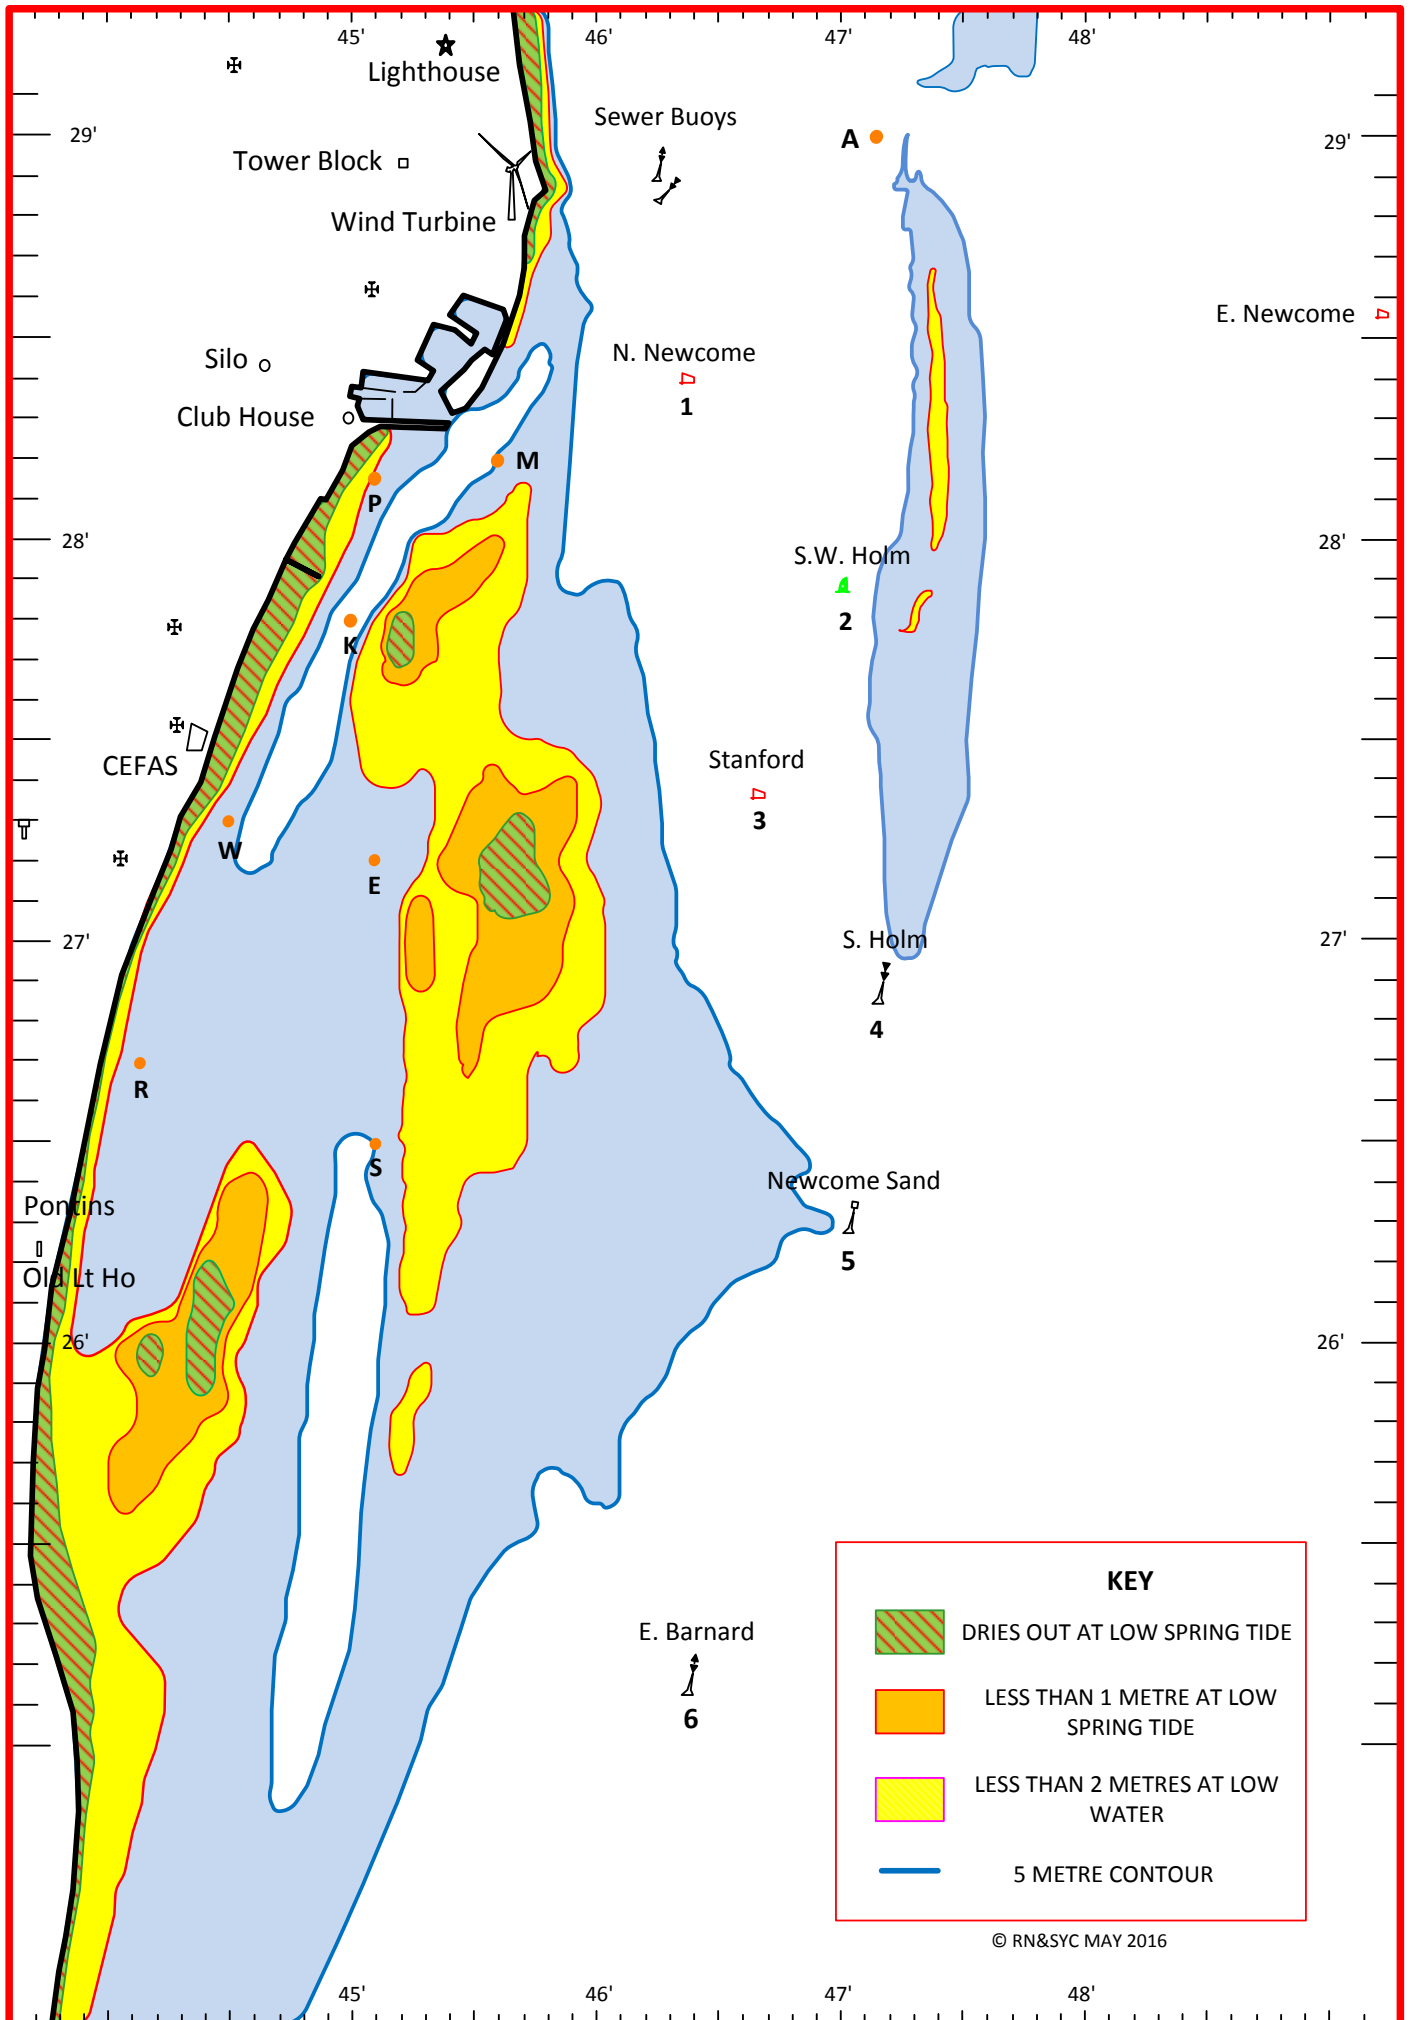 45'
46'
47'
48'
Lighthouse
Sewer Buoys
29'
A
29'
Tower Block
Wind Turbine
E. Newcome
N. Newcome
Silo
1
Club House
M
P
28'
28'
S.W. Holm
2
K
Stanford
CEFAS
3
W
E
27'
S. Holm
27'
4
R
S
Newcome Sand
Pontins
5
Old Lt Ho
26'
26'
KEY
E. Barnard
DRIES OUT AT LOW SPRING TIDE
6
LESS THAN 1 METRE AT LOW
SPRING TIDE
LESS THAN 2 METRES AT LOW
WATER
5 METRE CONTOUR
© RN&SYC MAY 2016
45'
46'
47'
48'